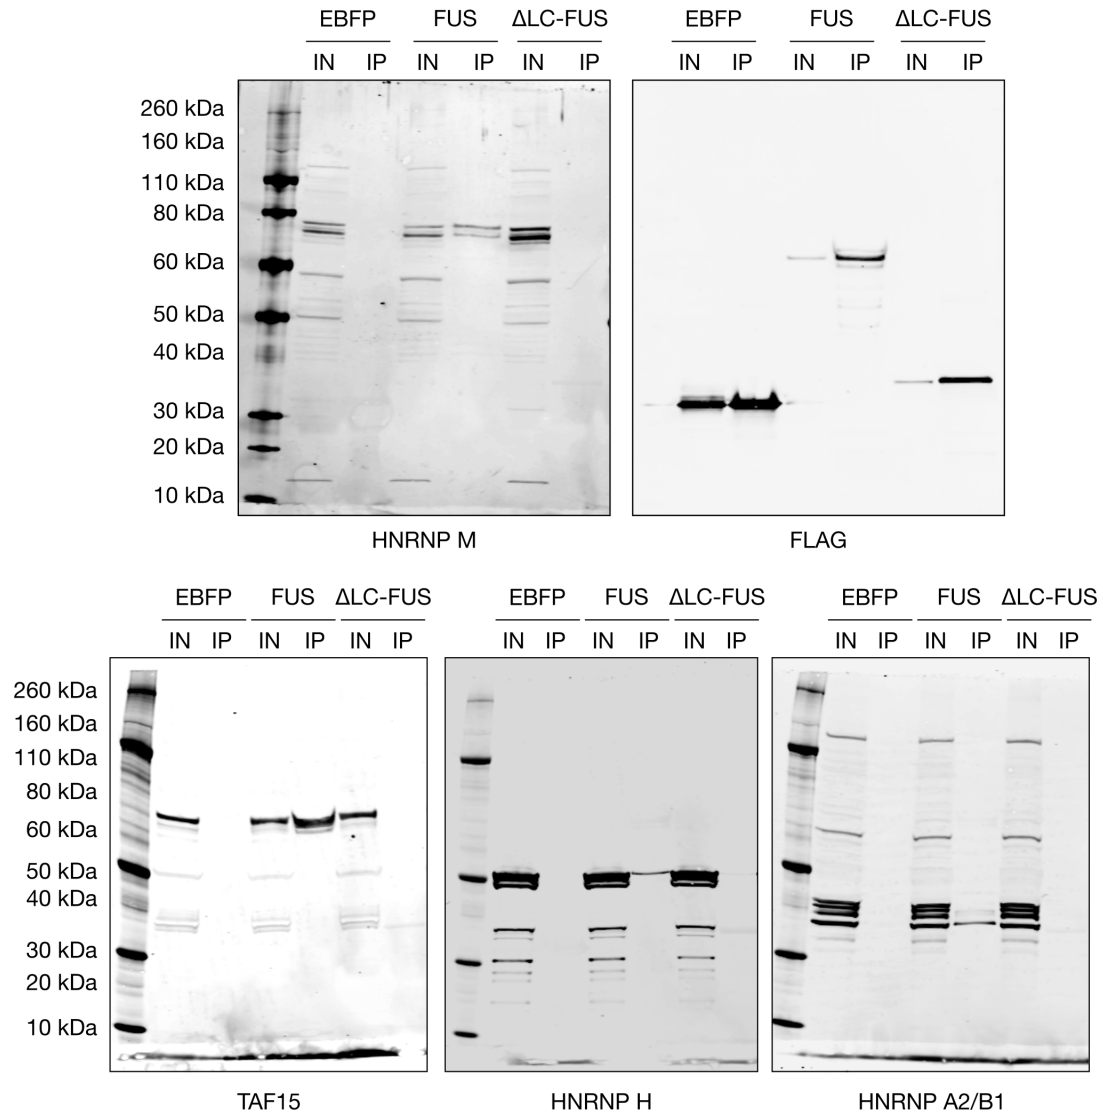 EBFP FUS ΔLC-FUS EBFP FUS ΔLC-FUS
IN IP IN IP IN IP IN IP IN IP IN IP
260 kDa
160 kDa
110 kDa
80 kDa
60 kDa
50 kDa
40 kDa
30 kDa
20 kDa
10 kDa
HNRNP M FLAG
EBFP FUS ΔLC-FUS EBFP FUS ΔLC-FUS EBFP FUS ΔLC-FUS
IN IP IN IP IN IP IN IP IN IP IN IP IN IP IN IP IN IP
260 kDa
160 kDa
110 kDa
80 kDa
60 kDa
50 kDa
40 kDa
30 kDa
20 kDa
10 kDa
TAF15 HNRNP H HNRNP A2/B1